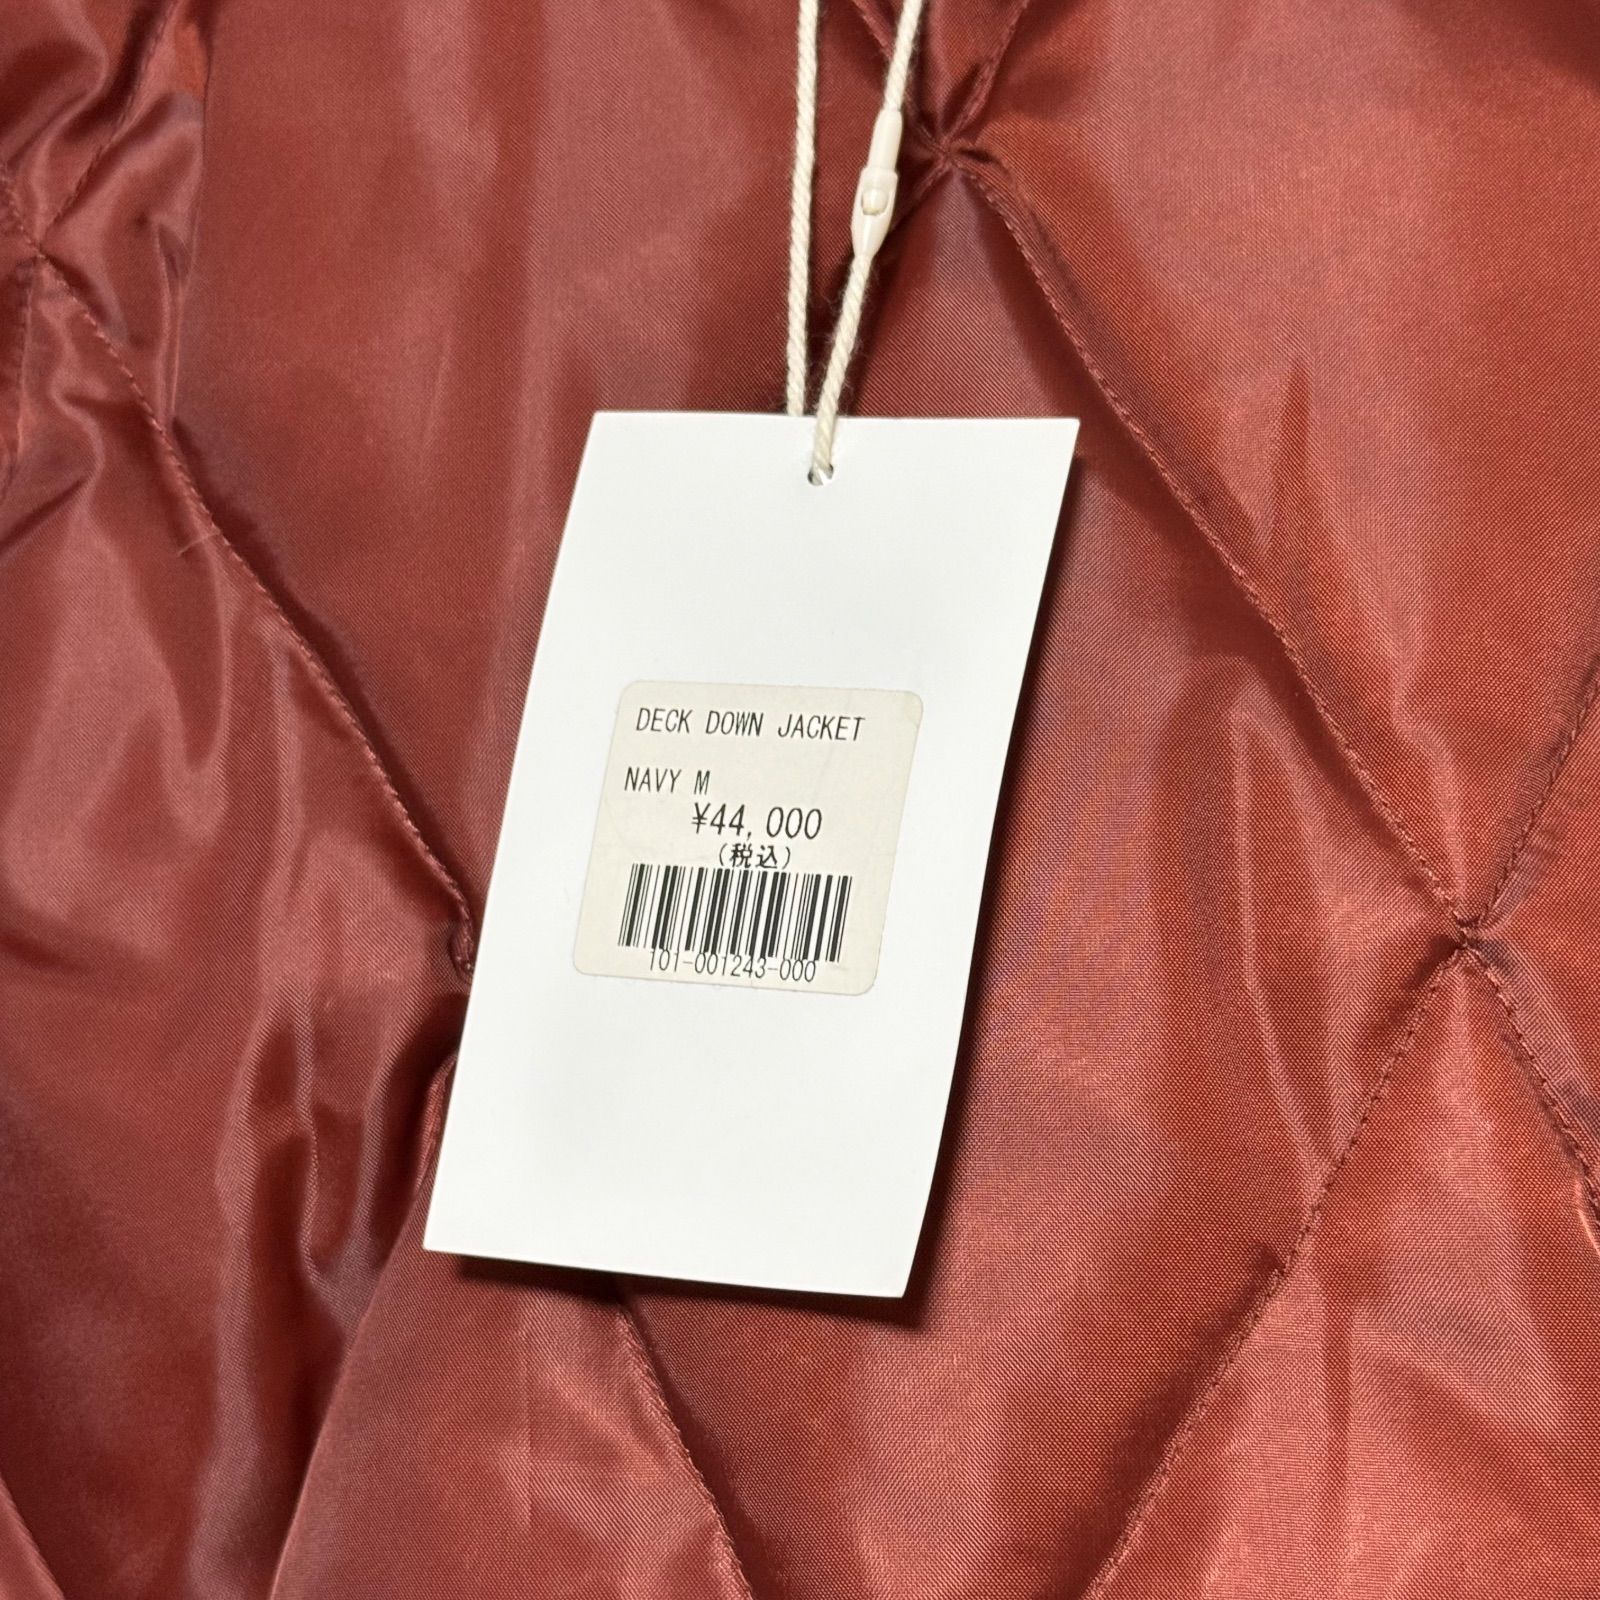 DECK DOWN JACKET
NAVY M
¥44,000
(税込)
101-001243-000